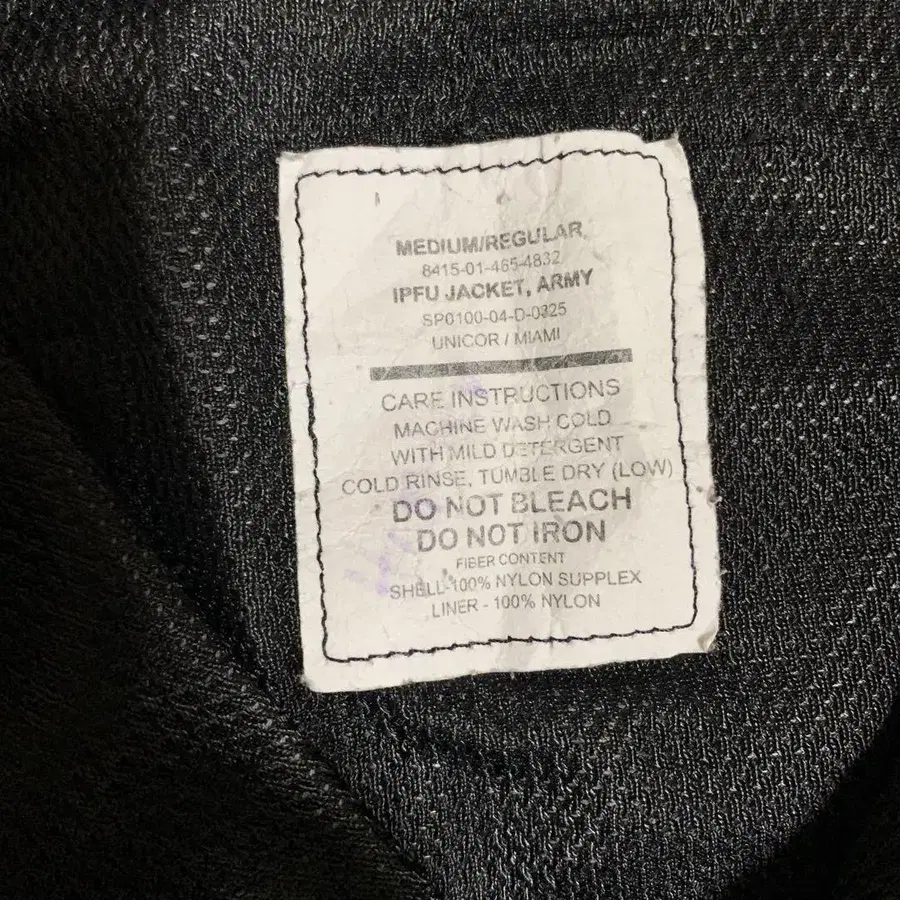 MEDIUM/REGULAR
8415-01-465-4832
IPFU JACKET, ARMY
SP0100-04-D-0325
UNICOR / MIAMI
CARE INSTRUCTIONS
MACHINE WASH COLD
WITH MILD DETERGENT
COLD RINSE, TUMBLE DRY (LOW)
DO NOT BLEACH
DO NOT IRON
FIBER CONTENT
SHELL-100% NYLON SUPPLEX
LINER - 100% NYLON